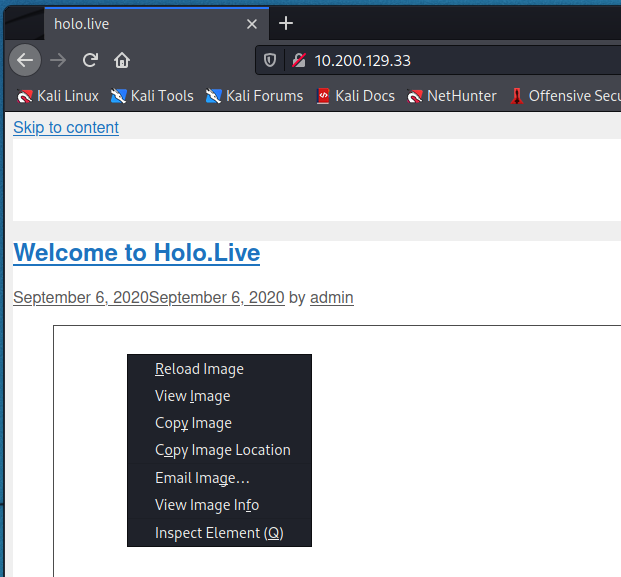 holo.live
10.200.129.33
Kali Linux Kali Tools Kali Forums Kali Docs NetHunter Offensive Secu
Skip to content
Welcome to Holo.Live
September 6, 2020September 6, 2020 by admin
Reload Image
View Image
Copy Image
Copy Image Location
Email Image...
View Image Info
Inspect Element (Q)